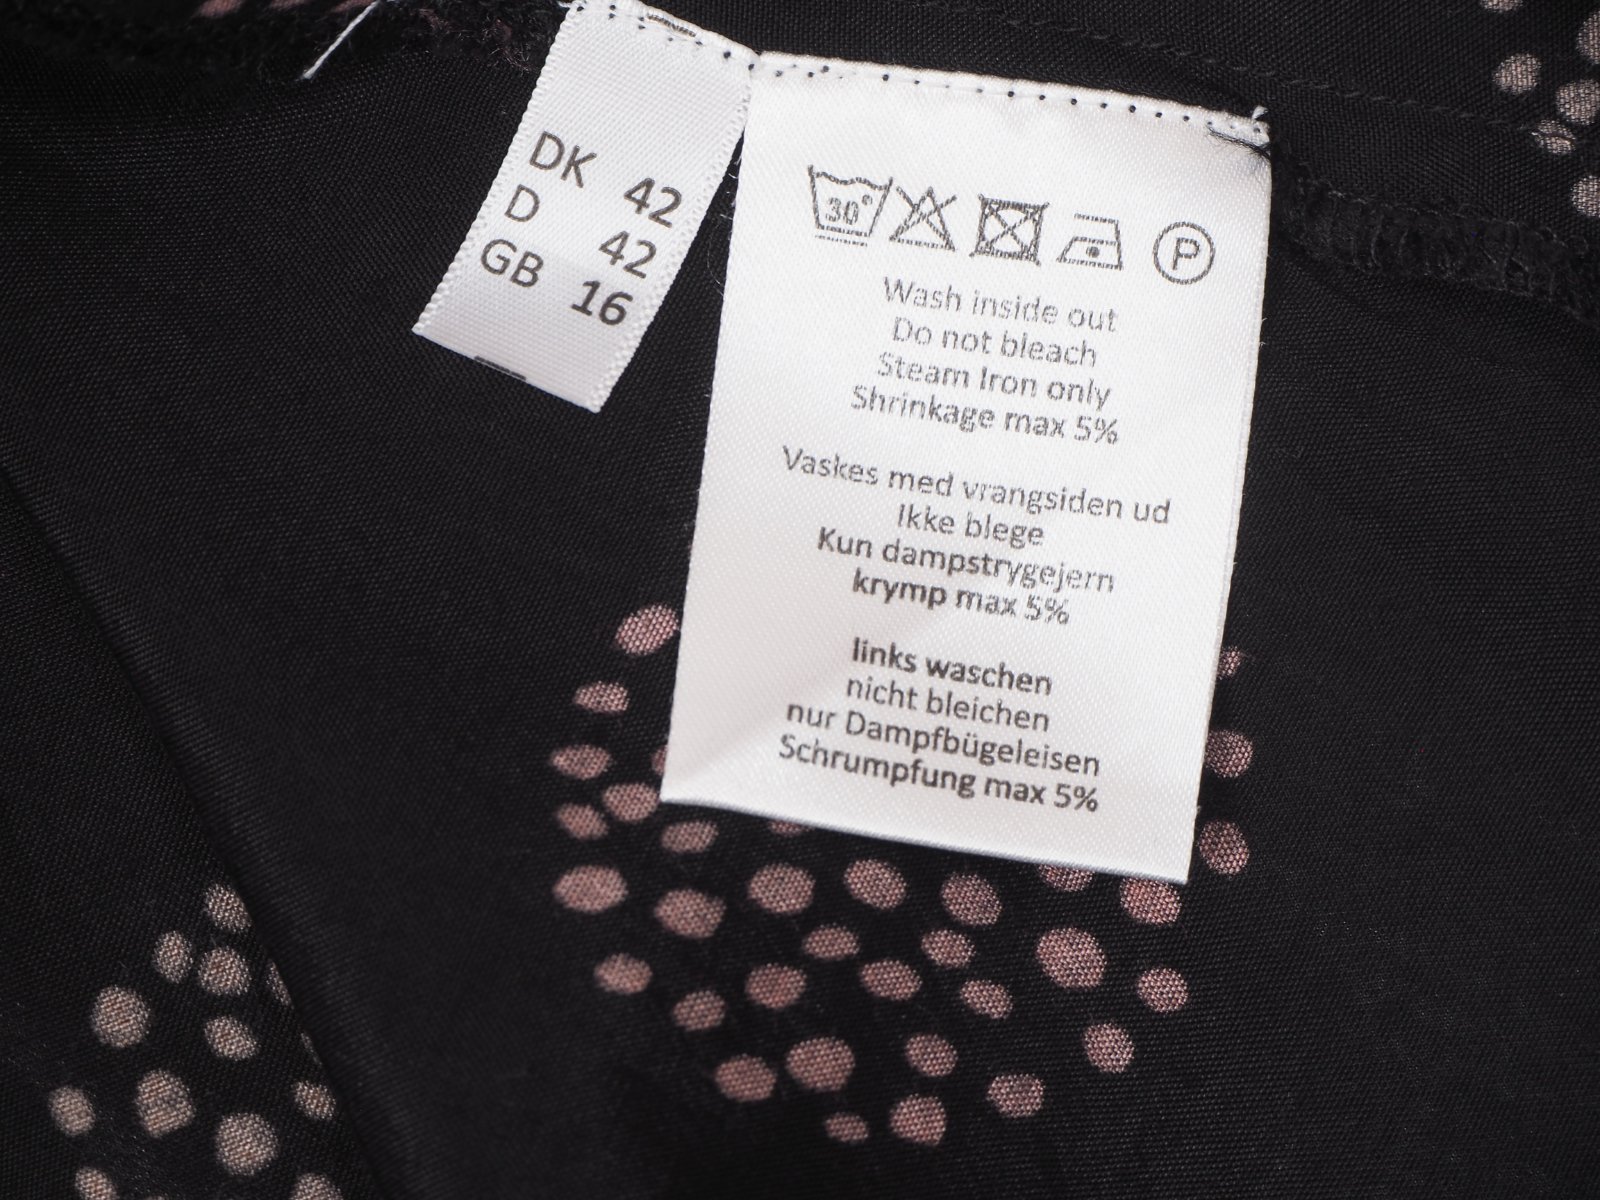 DK 42
D 42
GB 16
30°
P
Wash inside out
Do not bleach
Steam Iron only
Shrinkage max 5%
Vaskes med vrangsiden ud
Ikke blege
Kun dampstrygejern
krymp max 5%
links waschen
nicht bleichen
nur Dampfbügeleisen
Schrumpfung max 5%